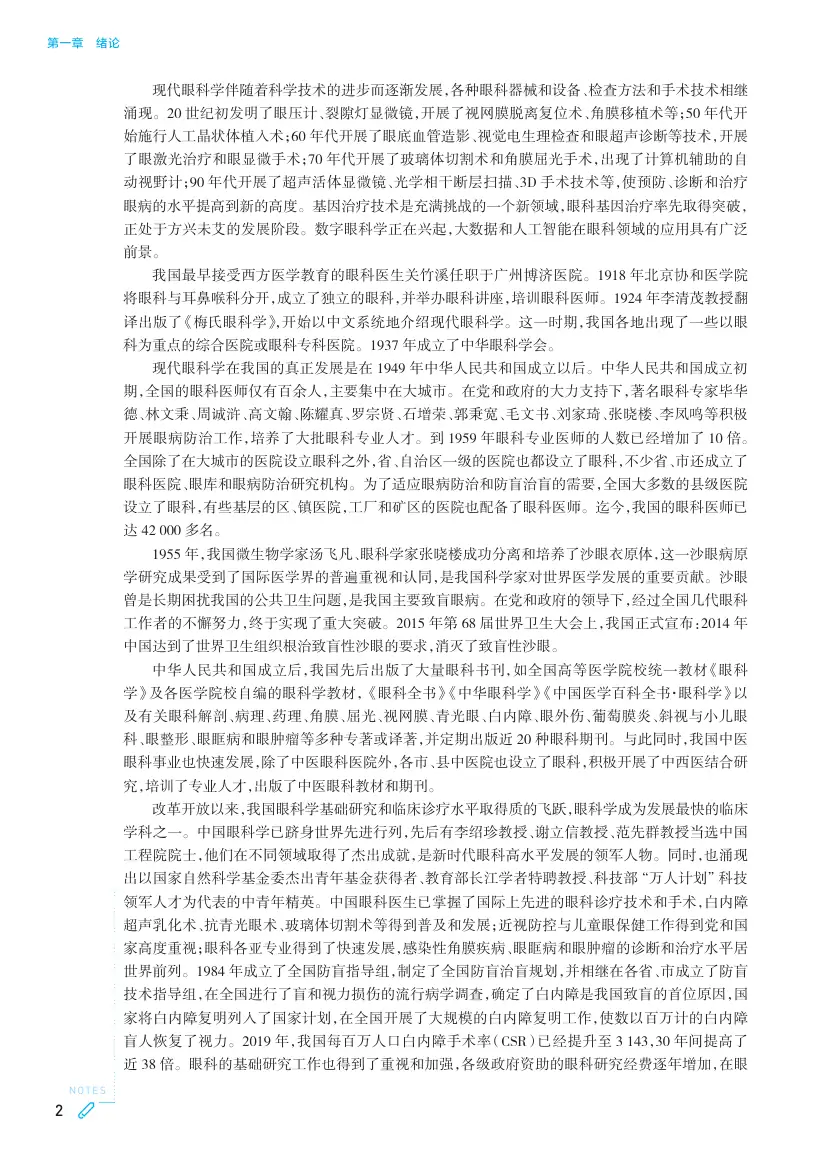 第一章　绪论
现代眼科学伴随着科学技术的进步而逐渐发展，各种眼科器械和设备、检查方法和手术技术相继
涌现。20 世纪初发明了眼压计、裂隙灯显微镜，开展了视网膜脱离复位术、角膜移植术等；50 年代开
始施行人工晶状体植入术；60 年代开展了眼底血管造影、视觉电生理检查和眼超声诊断等技术，开展
了眼激光治疗和眼显微手术；70 年代开展了玻璃体切割术和角膜屈光手术，出现了计算机辅助的自
动视野计；90 年代开展了超声活体显微镜、光学相干断层扫描、3D 手术技术等，使预防、诊断和治疗
眼病的水平提高到新的高度。基因治疗技术是充满挑战的一个新领域，眼科基因治疗率先取得突破，
正处于方兴未艾的发展阶段。数字眼科学正在兴起，大数据和人工智能在眼科领域的应用具有广泛
前景。
我国最早接受西方医学教育的眼科医生关竹溪任职于广州博济医院。1918 年北京协和医学院
将眼科与耳鼻喉科分开，成立了独立的眼科，并举办眼科讲座，培训眼科医师。1924 年李清茂教授翻
译出版了《梅氏眼科学》，开始以中文系统地介绍现代眼科学。这一时期，我国各地出现了一些以眼
科为重点的综合医院或眼科专科医院。1937 年成立了中华眼科学会。
现代眼科学在我国的真正发展是在 1949 年中华人民共和国成立以后。中华人民共和国成立初
期，全国的眼科医师仅有百余人，主要集中在大城市。在党和政府的大力支持下，著名眼科专家毕华
德、林文秉、周诚浒、高文翰、陈耀真、罗宗贤、石增荣、郭秉宽、毛文书、刘家琦、张晓楼、李凤鸣等积极
开展眼病防治工作，培养了大批眼科专业人才。到 1959 年眼科专业医师的人数已经增加了 10 倍。
全国除了在大城市的医院设立眼科之外，省、自治区一级的医院也都设立了眼科，不少省、市还成立了
眼科医院、眼库和眼病防治研究机构。为了适应眼病防治和防盲治盲的需要，全国大多数的县级医院
设立了眼科，有些基层的区、镇医院，工厂和矿区的医院也配备了眼科医师。迄今，我国的眼科医师已
达 42 000 多名。
1955 年，我国微生物学家汤飞凡、眼科学家张晓楼成功分离和培养了沙眼衣原体，这一沙眼病原
学研究成果受到了国际医学界的普遍重视和认同，是我国科学家对世界医学发展的重要贡献。沙眼
曾是长期困扰我国的公共卫生问题，是我国主要致盲眼病。在党和政府的领导下，经过全国几代眼科
工作者的不懈努力，终于实现了重大突破。2015 年第 68 届世界卫生大会上，我国正式宣布：2014 年
中国达到了世界卫生组织根治致盲性沙眼的要求，消灭了致盲性沙眼。
中华人民共和国成立后，我国先后出版了大量眼科书刊，如全国高等医学院校统一教材《眼科
学》及各医学院校自编的眼科学教材，《眼科全书》《中华眼科学》《中国医学百科全书·眼科学》以
及有关眼科解剖、病理、药理、角膜、屈光、视网膜、青光眼、白内障、眼外伤、葡萄膜炎、斜视与小儿眼
科、眼整形、眼眶病和眼肿瘤等多种专著或译著，并定期出版近 20 种眼科期刊。与此同时，我国中医
眼科事业也快速发展，除了中医眼科医院外，各市、县中医院也设立了眼科，积极开展了中西医结合研
究，培训了专业人才，出版了中医眼科教材和期刊。
改革开放以来，我国眼科学基础研究和临床诊疗水平取得质的飞跃，眼科学成为发展最快的临床
学科之一。中国眼科学已跻身世界先进行列，先后有李绍珍教授、谢立信教授、范先群教授当选中国
工程院院士，他们在不同领域取得了杰出成就，是新时代眼科高水平发展的领军人物。同时，也涌现
出以国家自然科学基金委杰出青年基金获得者、教育部长江学者特聘教授、科技部“万人计划”科技
领军人才为代表的中青年精英。中国眼科医生已掌握了国际上先进的眼科诊疗技术和手术，白内障
超声乳化术、抗青光眼术、玻璃体切割术等得到普及和发展；近视防控与儿童眼保健工作得到党和国
家高度重视；眼科各亚专业得到了快速发展，感染性角膜疾病、眼眶病和眼肿瘤的诊断和治疗水平居
世界前列。1984 年成立了全国防盲指导组，制定了全国防盲治盲规划，并相继在各省、市成立了防盲
技术指导组，在全国进行了盲和视力损伤的流行病学调查，确定了白内障是我国致盲的首位原因，国
家将白内障复明列入了国家计划，在全国开展了大规模的白内障复明工作，使数以百万计的白内障
盲人恢复了视力。2019 年，我国每百万人口白内障手术率（CSR）已经提升至 3 143，30 年间提高了
近 38 倍。眼科的基础研究工作也得到了重视和加强，各级政府资助的眼科研究经费逐年增加，在眼
NOTES
2